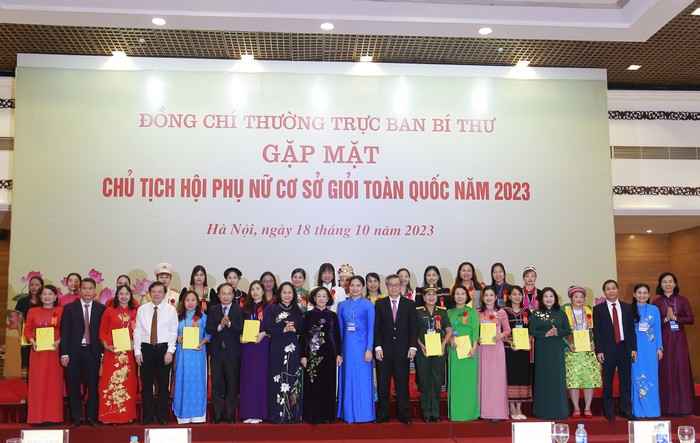 ĐỒNG CHÍ THƯỜNG TRỰC BAN BÍ THƯ
GẶP MẶT
CHỦ TỊCH HỘI PHỤ NỮ CƠ SỞ GIỎI TOÀN QUỐC NĂM 2023
Hà Nội, ngày 18 tháng 10 năm 2023